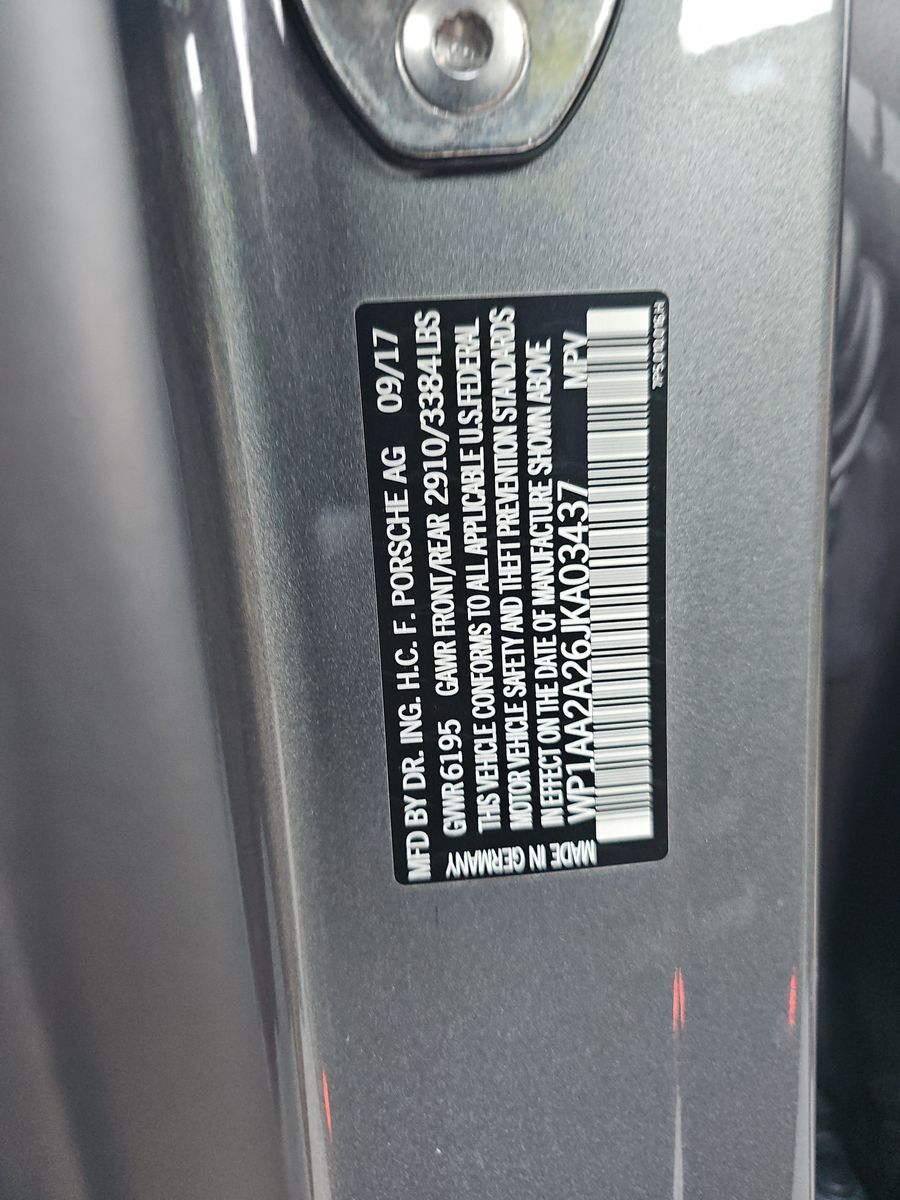 MFD BY DR. ING. H.C. F. PORSCHE AG 09/17
GVWR 6195 GAWR FRONT/REAR 2910/3384LBS
THIS VEHICLE CONFORMS TO ALL APPLICABLE U.S.FEDERAL
MOTOR VEHICLE SAFETY AND THEFT PREVENTION STANDARDS
IN EFFECT ON THE DATE OF MANUFACTURE SHOWN ABOVE
WP1AA2A26JKA03437 MPV
MADE IN GERMANY